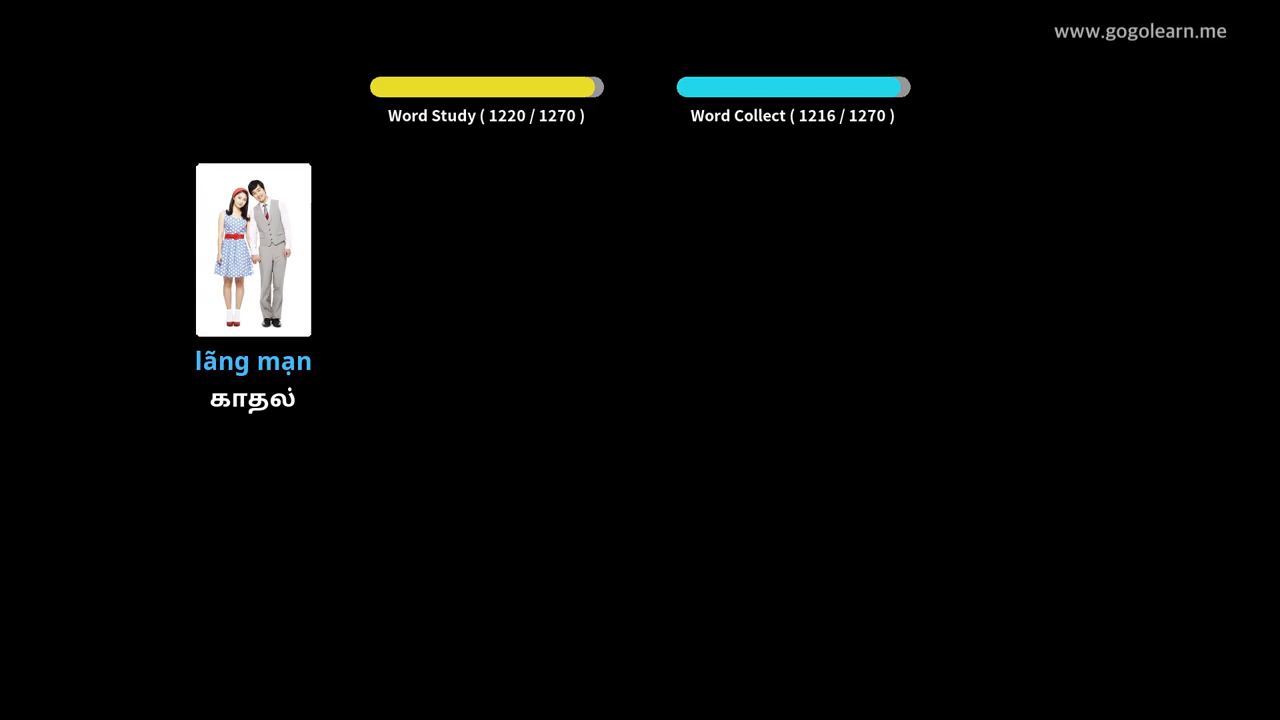 www.gogolearn.me
Word Study ( 1220 / 1270 )
Word Collect ( 1216 / 1270 )
lãng mạn
காதல்